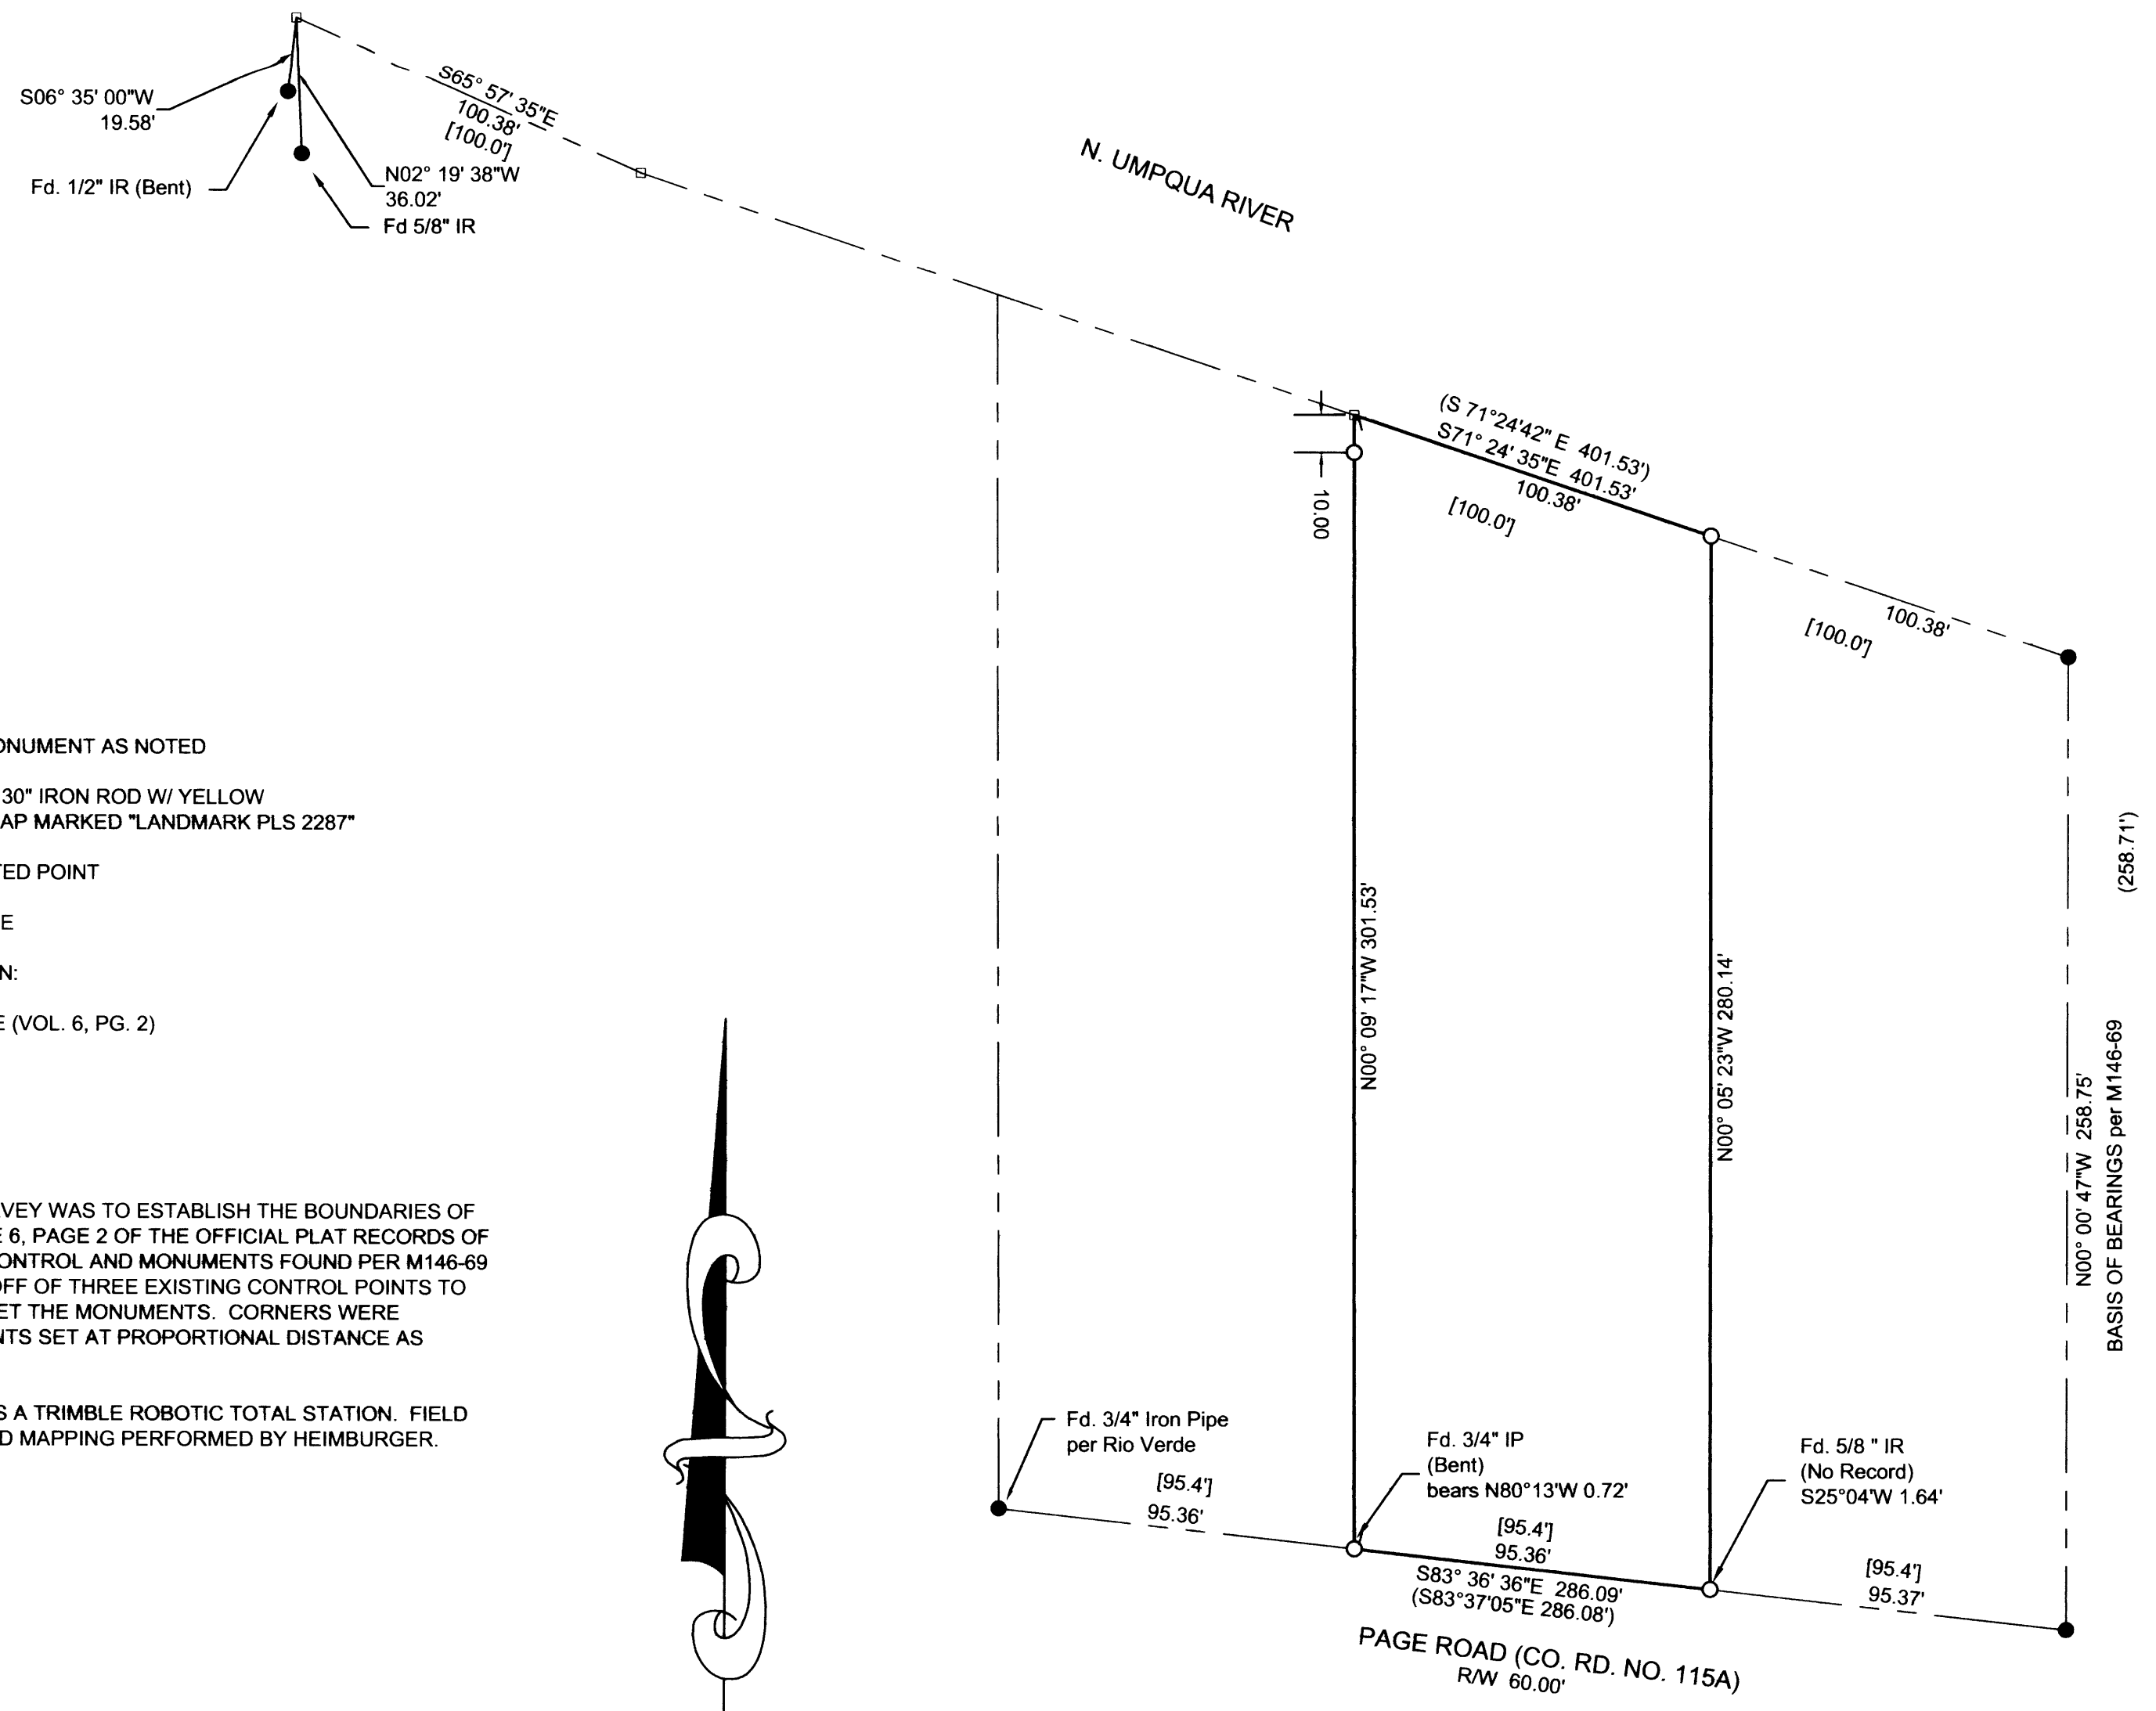 S06° 35' 00"W
19.58'
Fd. 1/2" IR (Bent)
N02° 19' 38"W
36.02'
Fd 5/8" IR
S65° 57' 35"E
100.38'
[100.0']
N. UMPQUA RIVER
(S 71°24'42" E 401.53')
S71° 24' 35"E 401.53'
100.38'
[100.0']
10.00
100.38'
[100.0']
ONUMENT AS NOTED
30" IRON ROD W/ YELLOW
AP MARKED "LANDMARK PLS 2287"
TED POINT
E
N:
E (VOL. 6, PG. 2)
N00° 09' 17"W 301.53'
N00° 05' 23"W 280.14'
(258.71')
N00° 00' 47"W 258.75'
BASIS OF BEARINGS per M146-69
VEY WAS TO ESTABLISH THE BOUNDARIES OF
E 6, PAGE 2 OF THE OFFICIAL PLAT RECORDS OF
ONTROL AND MONUMENTS FOUND PER M146-69
OFF OF THREE EXISTING CONTROL POINTS TO
ET THE MONUMENTS. CORNERS WERE
NTS SET AT PROPORTIONAL DISTANCE AS
S A TRIMBLE ROBOTIC TOTAL STATION. FIELD
D MAPPING PERFORMED BY HEIMBURGER.
Fd. 3/4" Iron Pipe
per Rio Verde
[95.4']
95.36'
Fd. 3/4" IP
(Bent)
bears N80°13'W 0.72'
[95.4']
95.36'
S83° 36' 36"E 286.09'
(S83°37'05"E 286.08')
Fd. 5/8 " IR
(No Record)
S25°04'W 1.64'
[95.4']
95.37'
PAGE ROAD (CO. RD. NO. 115A)
R/W 60.00'